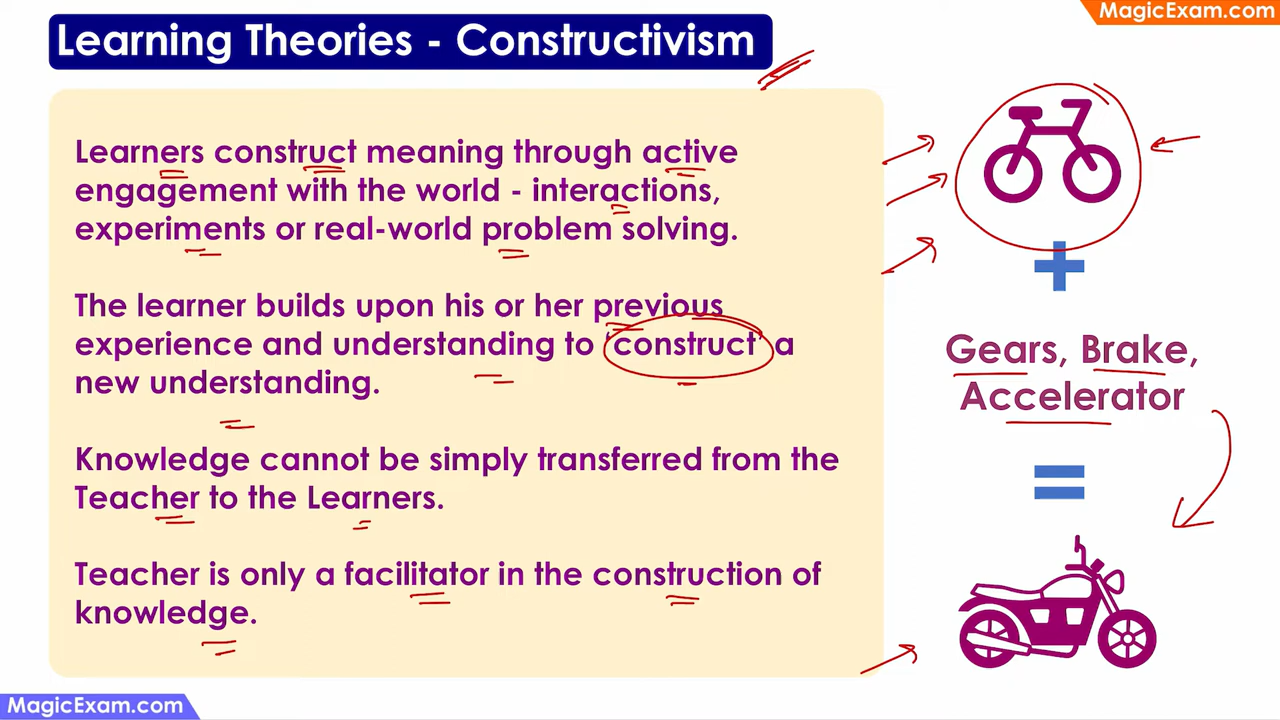 MagicExam.com
Learning Theories - Constructivism
Learners construct meaning through active
engagement with the world - interactions,
experiments or real-world problem solving.
The learner builds upon his or her previous
experience and understanding to ‘construct’ a
new understanding.
Knowledge cannot be simply transferred from the
Teacher to the Learners.
Teacher is only a facilitator in the construction of
knowledge.
+
Gears, Brake,
Accelerator
=
MagicExam.com